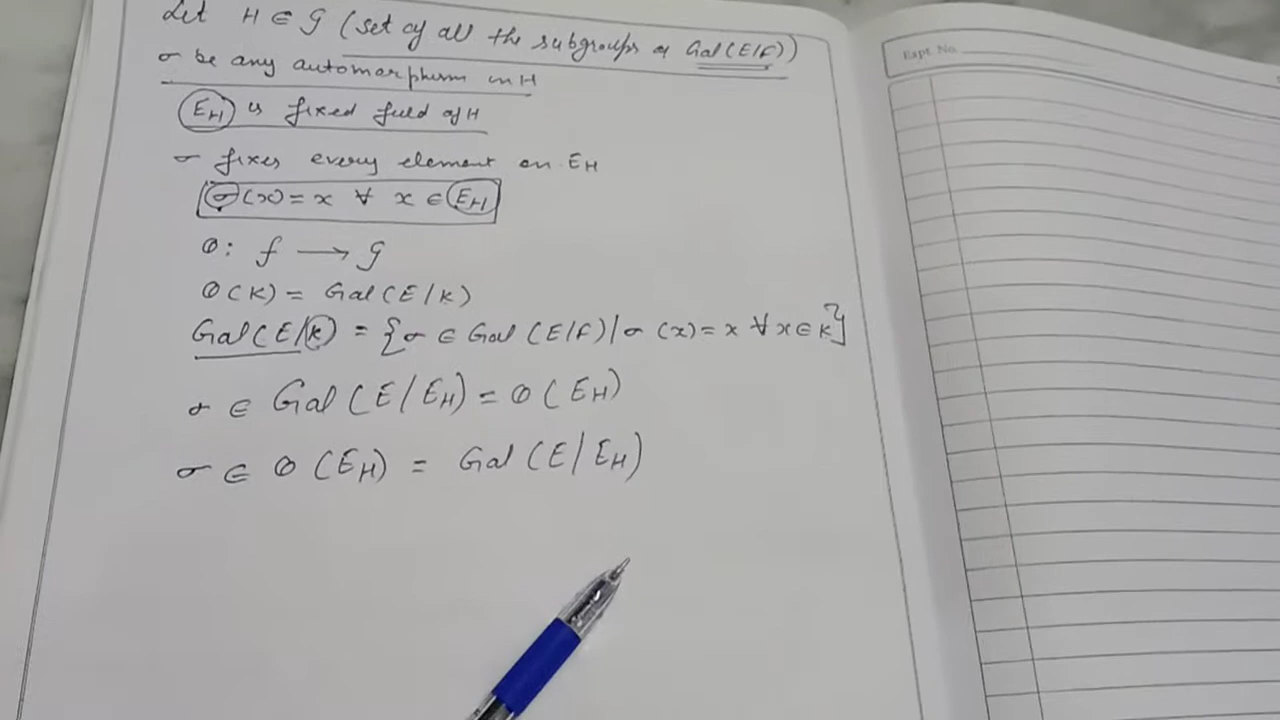 Let H ∈ G (set of all the subgroups of Gal(E/F))
σ be any automorphism in H
E_H is fixed field of H
σ fixes every element on E_H
σ(x) = x ∀ x ∈ E_H
Φ: f → G
Φ(K) = Gal(E/K)
Gal(E/K) = {σ ∈ Gal(E/F) | σ(x) = x ∀ x ∈ K}
σ ∈ Gal(E/E_H) = Φ(E_H)
σ ∈ Φ(E_H) = Gal(E/E_H)
Expt. No.